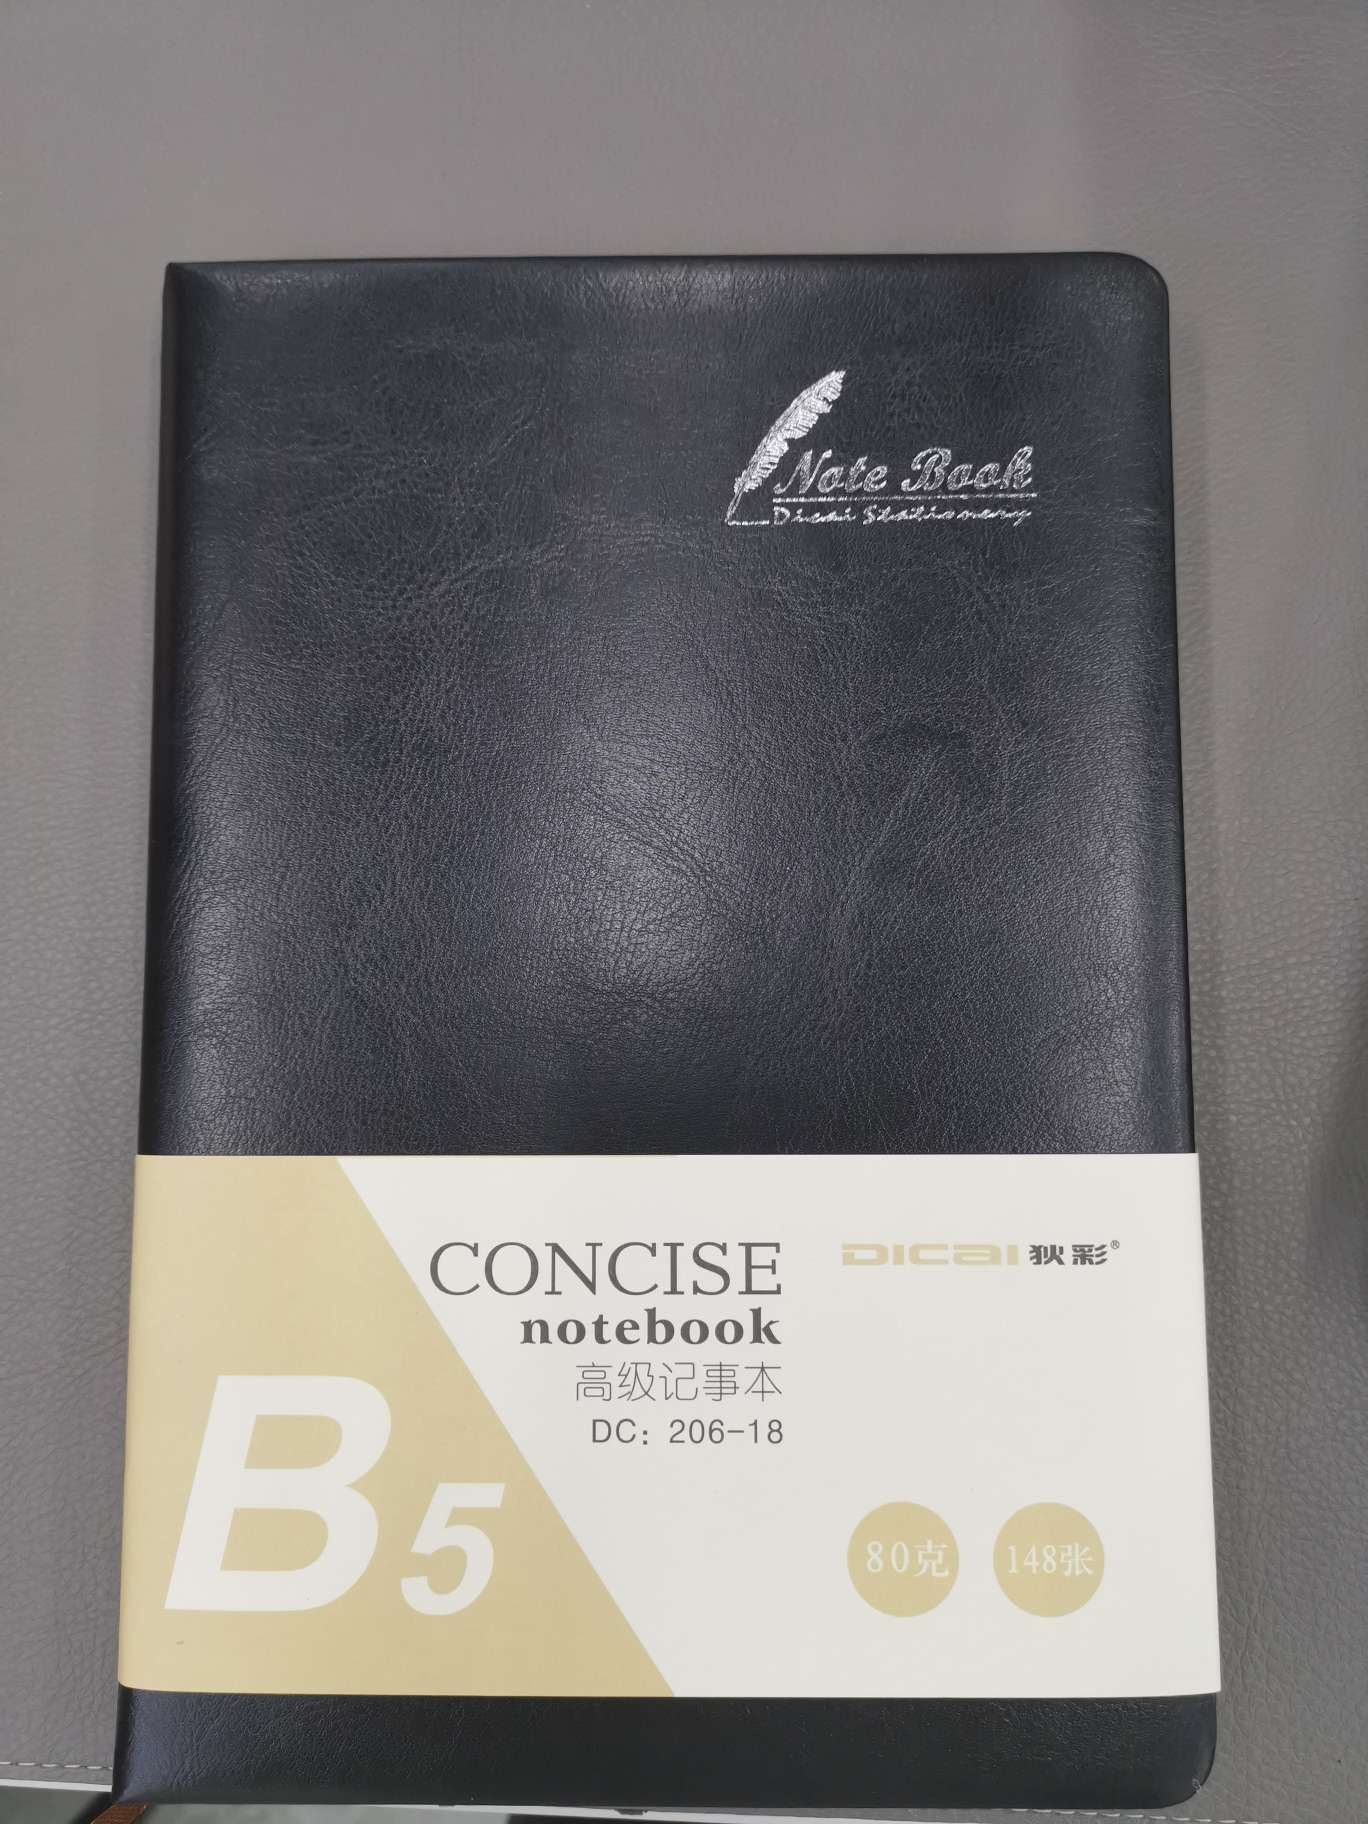 Note Book
Dicai Stationery
CONCISE
notebook
高级记事本
DC: 206-18
DICAI 狄彩®
B5
80克
148张